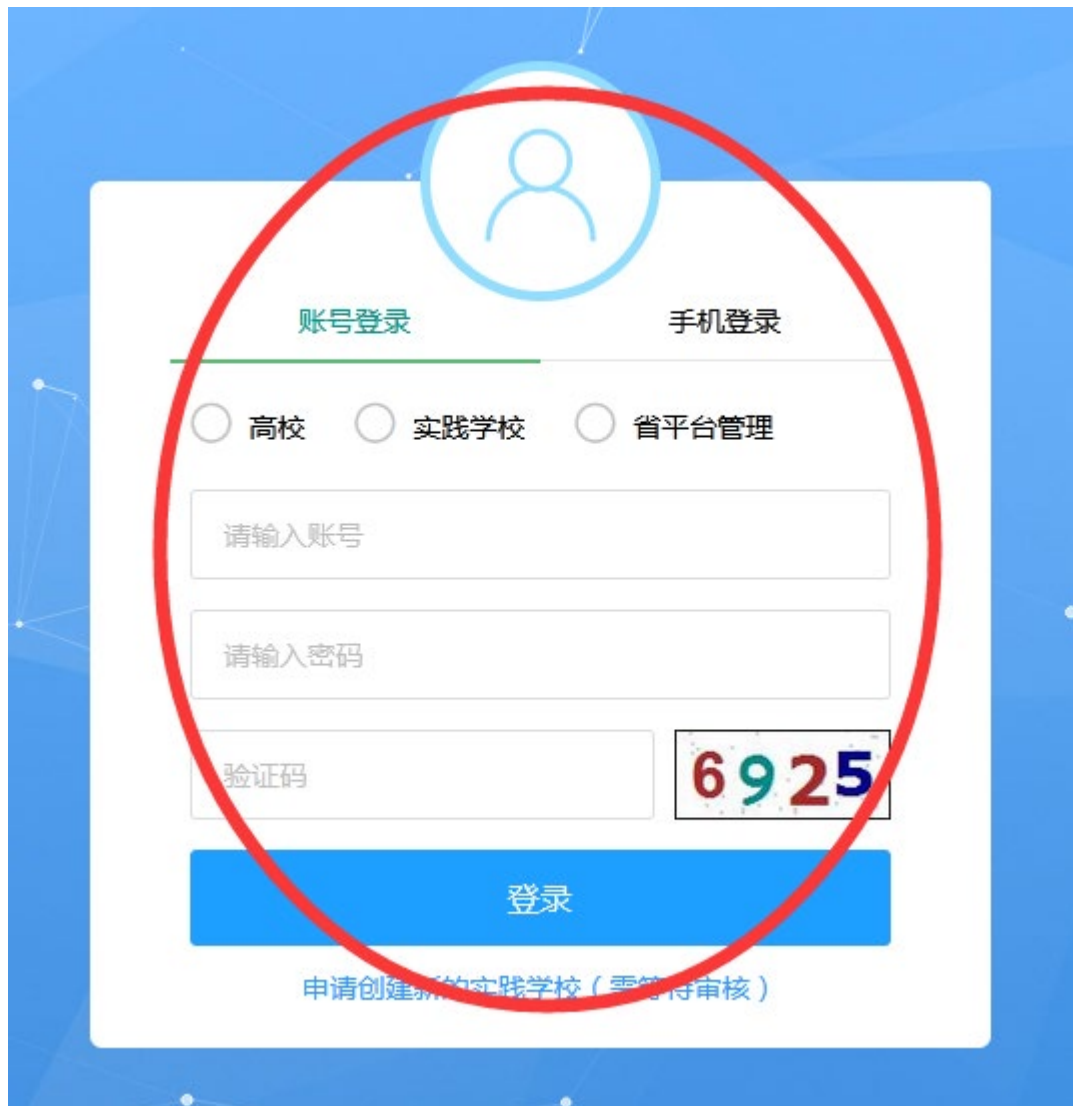 账号登录 手机登录
高校 实践学校 省平台管理
请输入账号
请输入密码
验证码 6925
登录
申请创建新的实践学校（需等待审核）